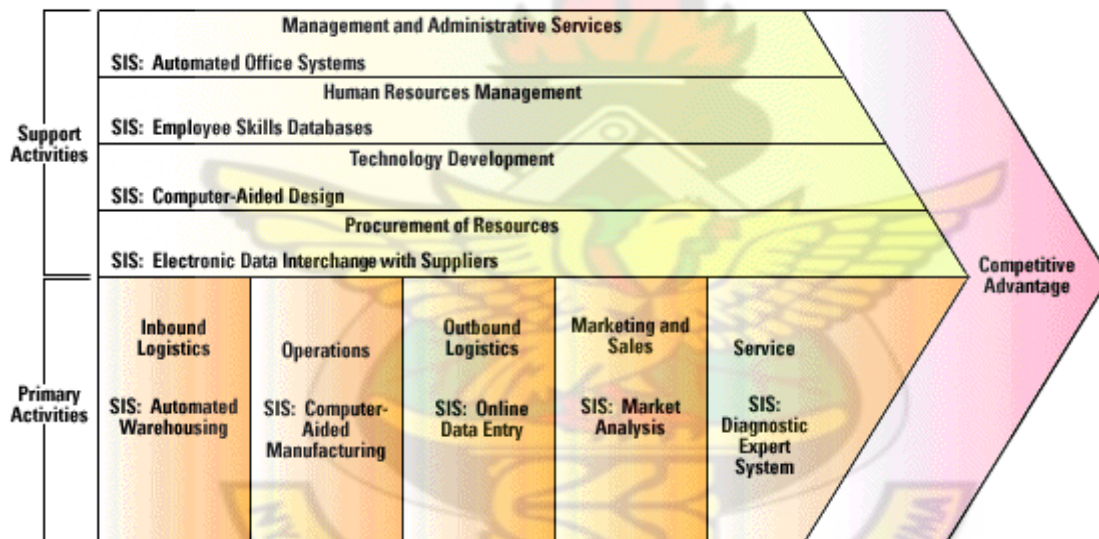 Management and Administrative Services
SIS: Automated Office Systems
Human Resources Management
SIS: Employee Skills Databases
Support
Activities
Technology Development
SIS: Computer-Aided Design
Procurement of Resources
SIS: Electronic Data Interchange with Suppliers
Competitive
Advantage
Primary
Activities
Inbound
Logistics
SIS: Automated
Warehousing
Operations
SIS: Computer-
Aided
Manufacturing
Outbound
Logistics
SIS: Online
Data Entry
Marketing and
Sales
SIS: Market
Analysis
Service
SIS:
Diagnostic
Expert
System
NY
UMA